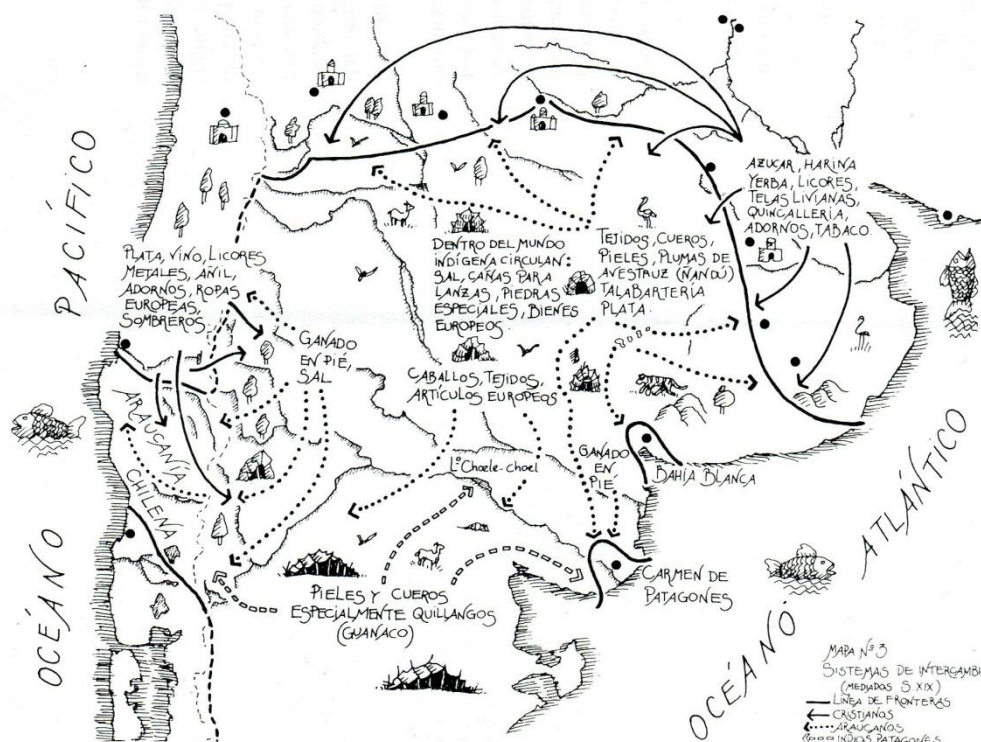 OCÉANO PACÍFICO
PLATA, VINO, LICORES
METALES, AÑIL,
ADORNOS, ROPAS
EUROPEAS,
SOMBREROS
GANADO
EN PIÉ,
SAL
DENTRO DEL MUNDO
INDÍGENA CIRCULAN:
SAL, CAÑAS PARA
LANZAS, PIEDRAS
ESPECIALES, BIENES
EUROPEOS
TEJIDOS, CUEROS,
PIELES, PLUMAS DE
AVESTRUZ (ÑANDÚ)
TALABARTERÍA
PLATA
AZUCAR, HARINA
YERBA, LICORES,
TELAS LIVIANAS,
QUINCALLERÍA,
ADORNOS, TABACO.
CABALLOS, TEJIDOS,
ARTÍCULOS EUROPEOS
ARAUCANÍA
CHILENA
Lº Choele-choel
GANADO
EN
PIE
BAHÍA BLANCA
CARMEN DE
PATAGONES
PIELES Y CUEROS
ESPECIALMENTE QUILLANGOS
(GUANACO)
OCÉANO ATLÁNTICO
MAPA Nº 3
SISTEMAS DE INTERCAMBI
(MEDIADOS S. XIX)
LÍNEA DE FRONTERAS
CRISTIANOS
ARAUCANOS
INDIOS PATAGONES